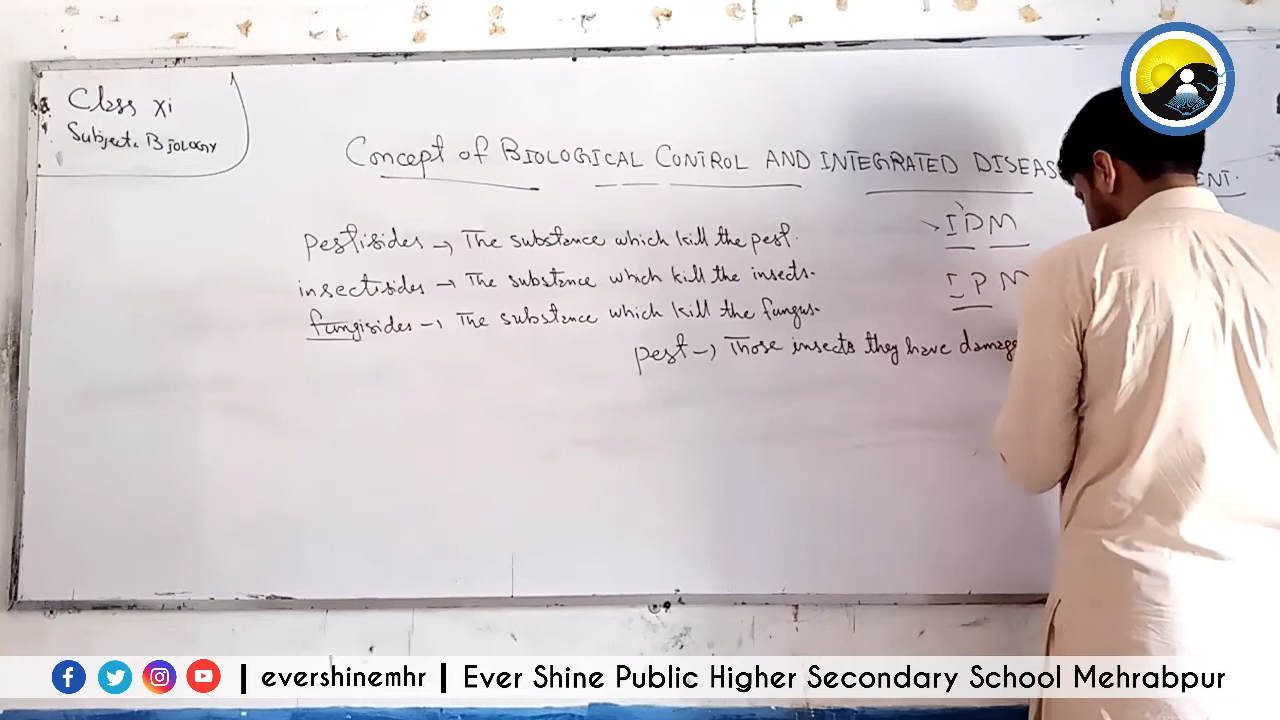 Class xi
Subject. BIOLOGY
Concept of BIOLOGICAL CONTROL AND INTEGRATED DISEAS ENT.
IDM
pestisides → The substance which kill the pest.
IPM
insectisides → The substance which kill the insects.
fungisides → The substance which kill the fungus.
pest → Those insects they have damage
| evershinemhr | Ever Shine Public Higher Secondary School Mehrabpur